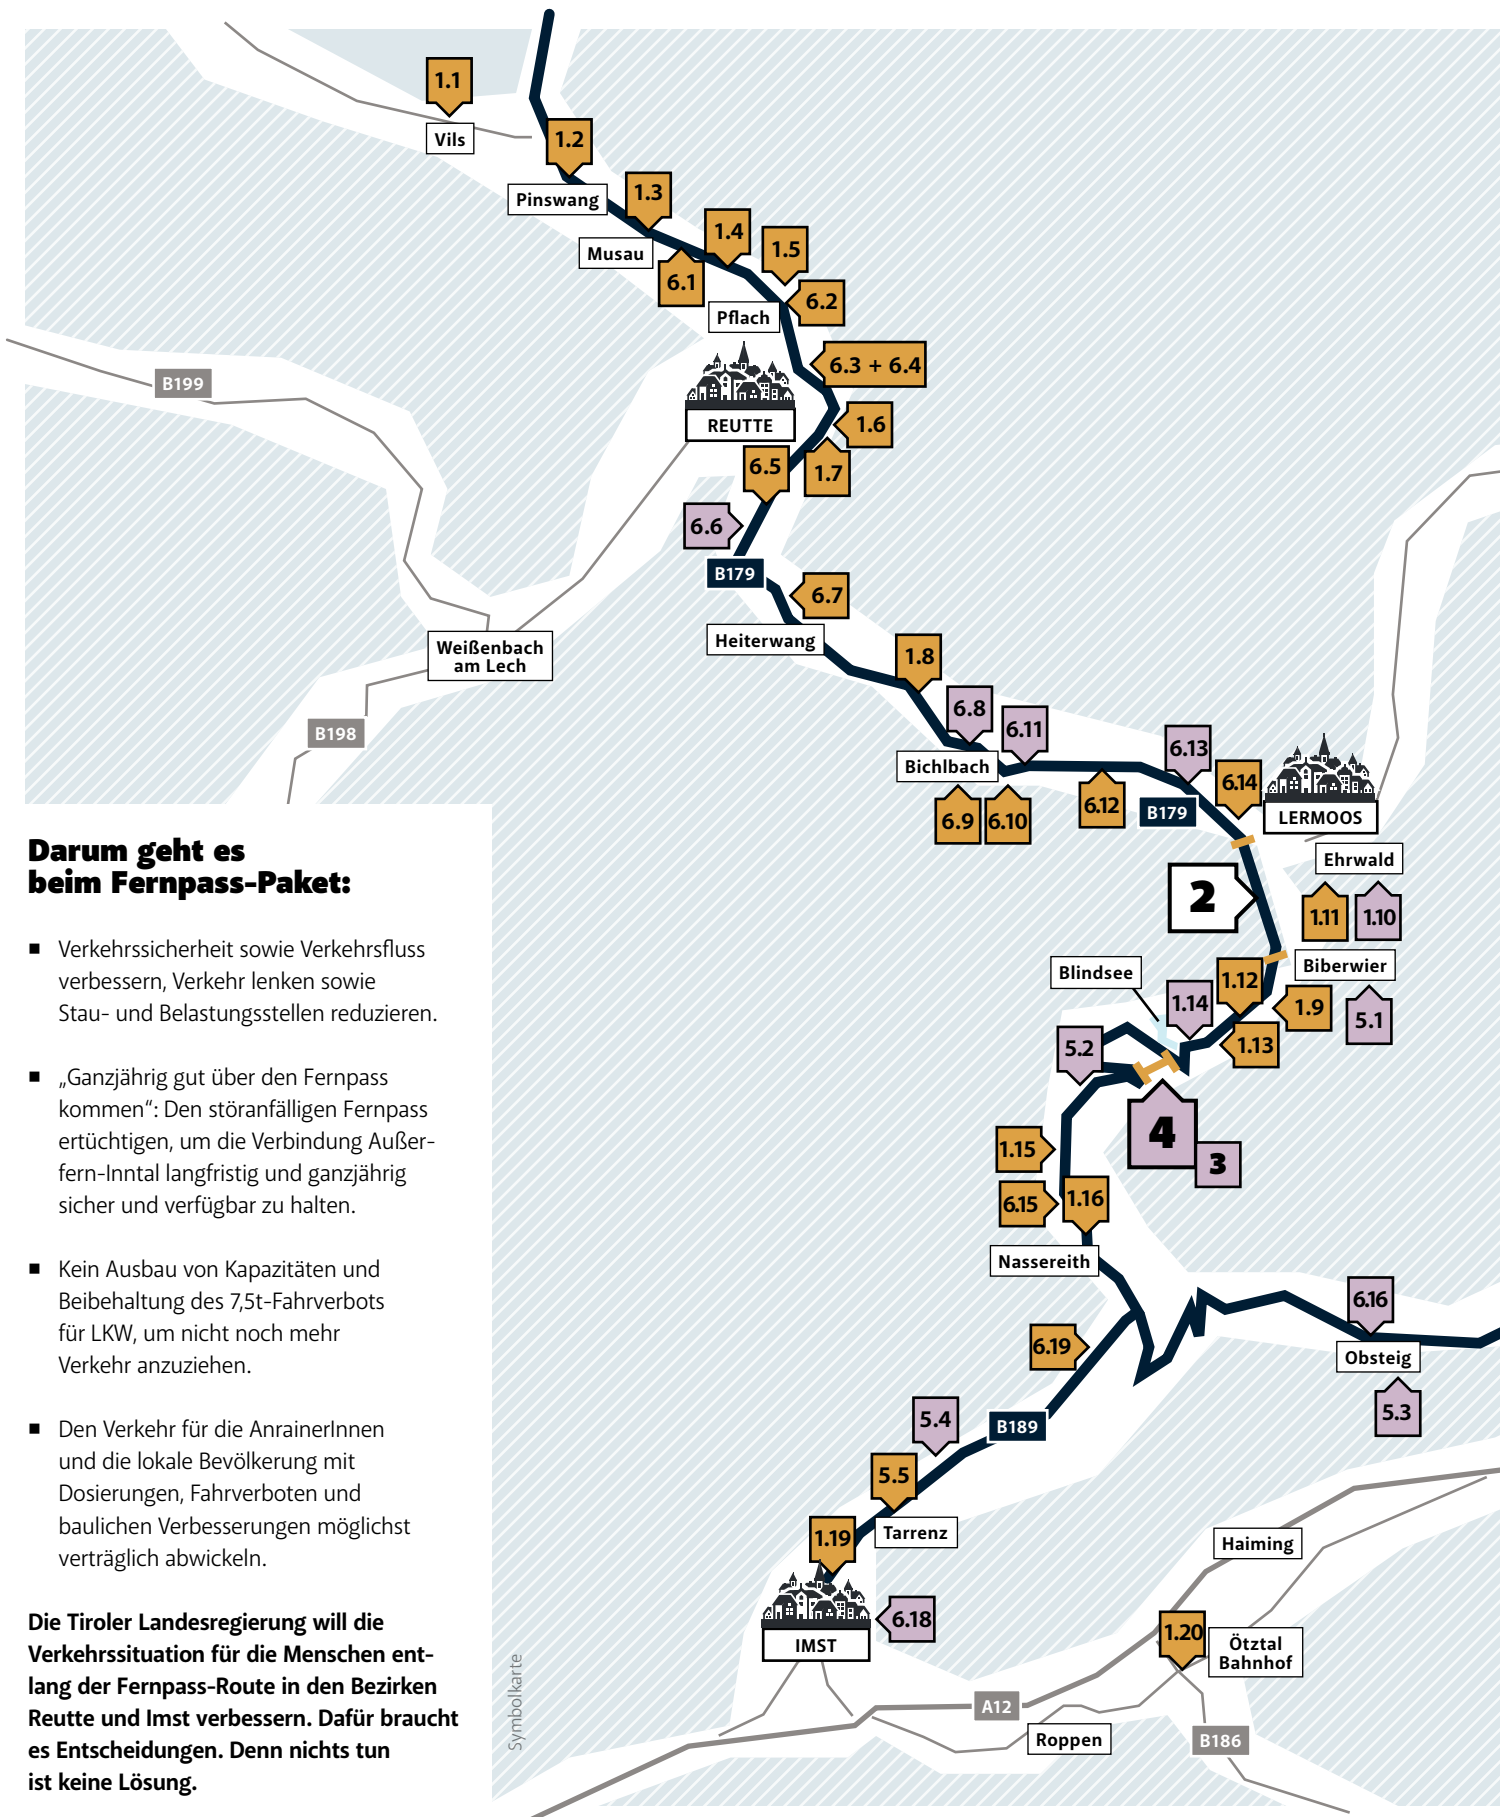 1.1
Vils
1.2
Pinswang
1.3
Musau
1.4
1.5
6.1
6.2
Pflach
6.3 + 6.4
B199
REUTTE
1.6
6.5
1.7
6.6
B179
6.7
Heiterwang
Weißenbach
am Lech
1.8
B198
6.8
6.11
6.13
Bichlbach
6.14
6.9
6.10
6.12
B179
LERMOOS
Ehrwald
2
1.11
1.10
Biberwier
Blindsee
1.12
1.14
1.9
5.1
5.2
1.13
4
3
1.15
6.15
1.16
Nassereith
6.16
6.19
Obsteig
5.3
5.4
B189
5.5
Tarrenz
1.19
Haiming
6.18
IMST
1.20
Ötztal
Bahnhof
A12
Roppen
B186
Symbolkarte
Darum geht es
beim Fernpass-Paket:
■ Verkehrssicherheit sowie Verkehrsfluss
verbessern, Verkehr lenken sowie
Stau- und Belastungsstellen reduzieren.
■ „Ganzjährig gut über den Fernpass
kommen“: Den störanfälligen Fernpass
ertüchtigen, um die Verbindung Außer-
fern-Inntal langfristig und ganzjährig
sicher und verfügbar zu halten.
■ Kein Ausbau von Kapazitäten und
Beibehaltung des 7,5t-Fahrverbots
für LKW, um nicht noch mehr
Verkehr anzuziehen.
■ Den Verkehr für die AnrainerInnen
und die lokale Bevölkerung mit
Dosierungen, Fahrverboten und
baulichen Verbesserungen möglichst
verträglich abwickeln.
Die Tiroler Landesregierung will die
Verkehrssituation für die Menschen ent-
lang der Fernpass-Route in den Bezirken
Reutte und Imst verbessern. Dafür braucht
es Entscheidungen. Denn nichts tun
ist keine Lösung.